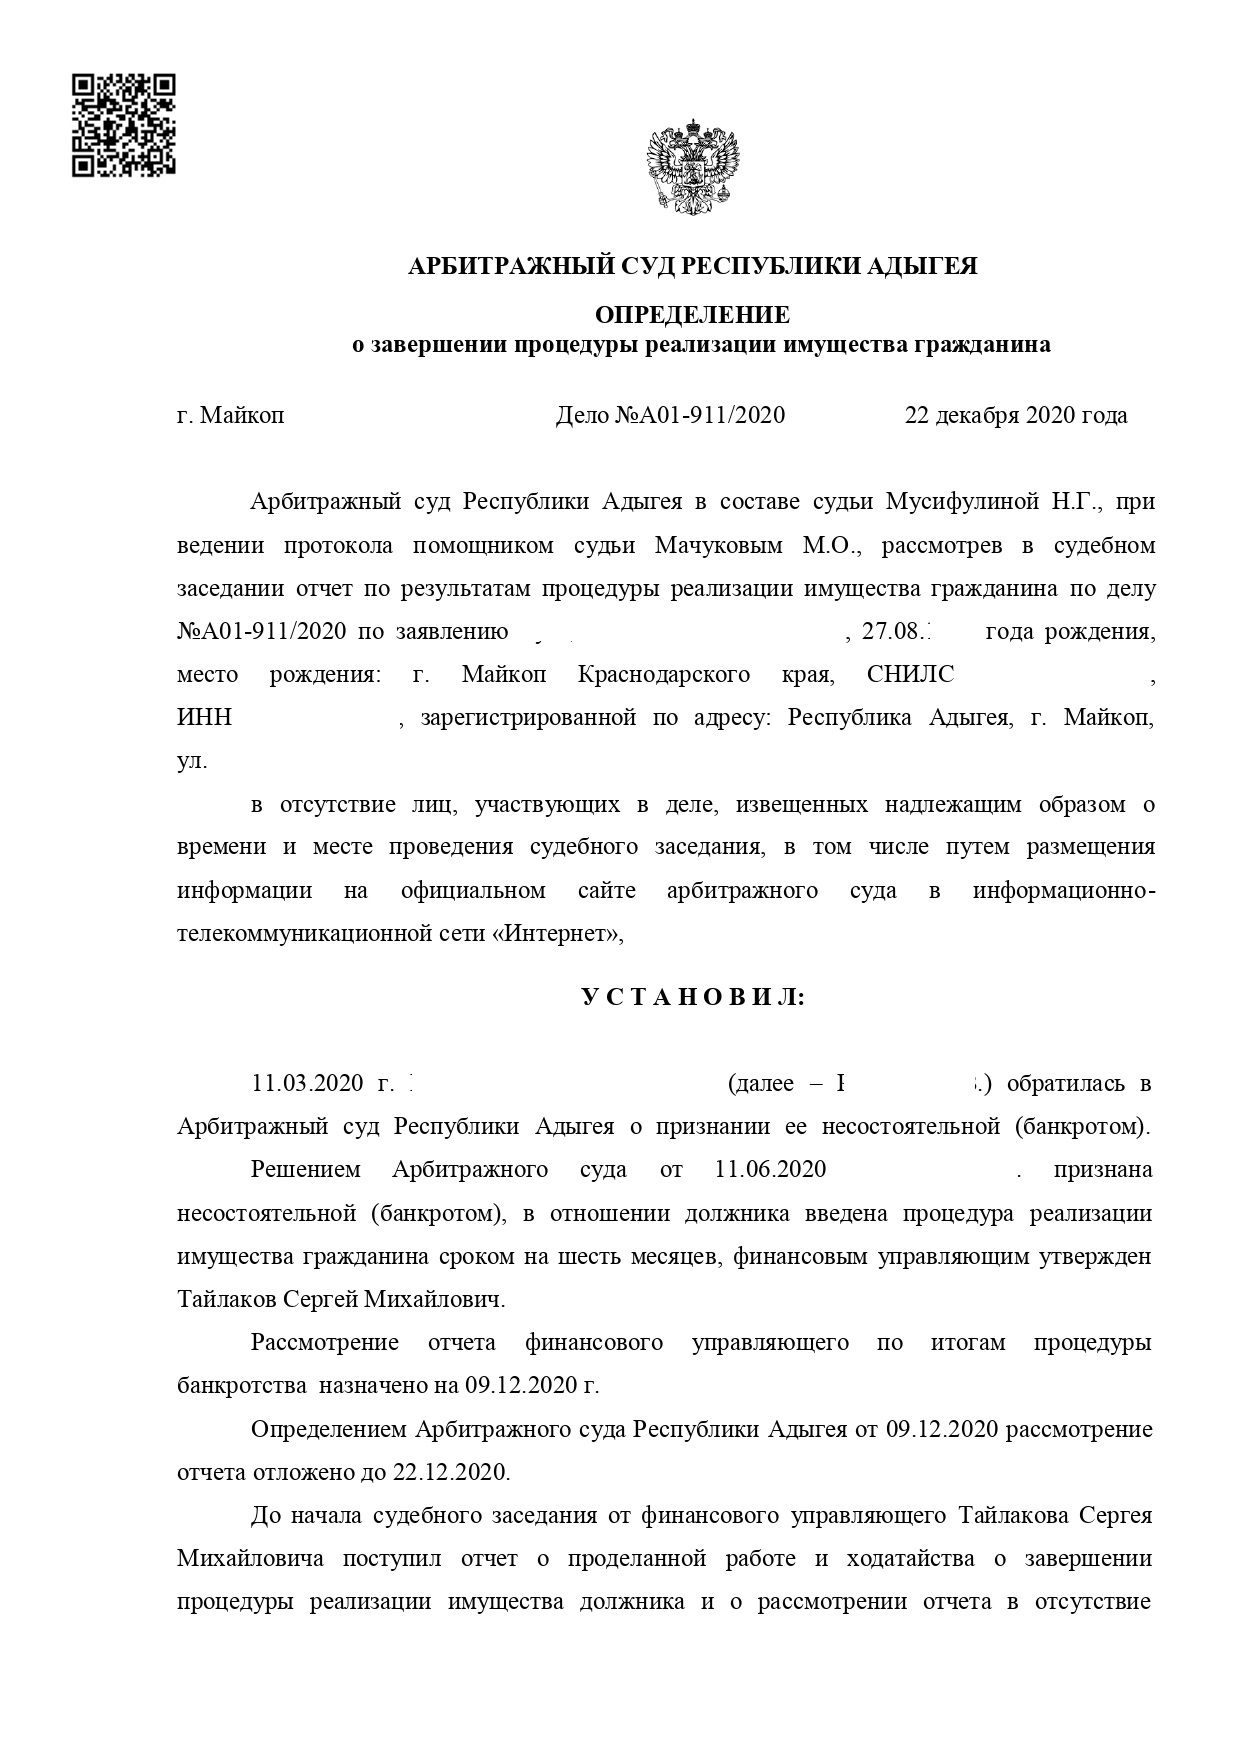 АРБИТРАЖНЫЙ СУД РЕСПУБЛИКИ АДЫГЕЯ
ОПРЕДЕЛЕНИЕ
о завершении процедуры реализации имущества гражданина
г. Майкоп Дело №А01-911/2020 22 декабря 2020 года
Арбитражный суд Республики Адыгея в составе судьи Мусифулиной Н.Г., при
ведении протокола помощником судьи Мачуковым М.О., рассмотрев в судебном
заседании отчет по результатам процедуры реализации имущества гражданина по делу
№А01-911/2020 по заявлению , 27.08. года рождения,
место рождения: г. Майкоп Краснодарского края, СНИЛС ,
ИНН , зарегистрированной по адресу: Республика Адыгея, г. Майкоп,
ул.
в отсутствие лиц, участвующих в деле, извещенных надлежащим образом о
времени и месте проведения судебного заседания, в том числе путем размещения
информации на официальном сайте арбитражного суда в информационно-
телекоммуникационной сети «Интернет»,
У С Т А Н О В И Л:
11.03.2020 г. (далее – .) обратилась в
Арбитражный суд Республики Адыгея о признании ее несостоятельной (банкротом).
Решением Арбитражного суда от 11.06.2020 . признана
несостоятельной (банкротом), в отношении должника введена процедура реализации
имущества гражданина сроком на шесть месяцев, финансовым управляющим утвержден
Тайлаков Сергей Михайлович.
Рассмотрение отчета финансового управляющего по итогам процедуры
банкротства назначено на 09.12.2020 г.
Определением Арбитражного суда Республики Адыгея от 09.12.2020 рассмотрение
отчета отложено до 22.12.2020.
До начала судебного заседания от финансового управляющего Тайлакова Сергея
Михайловича поступил отчет о проделанной работе и ходатайства о завершении
процедуры реализации имущества должника и о рассмотрении отчета в отсутствие